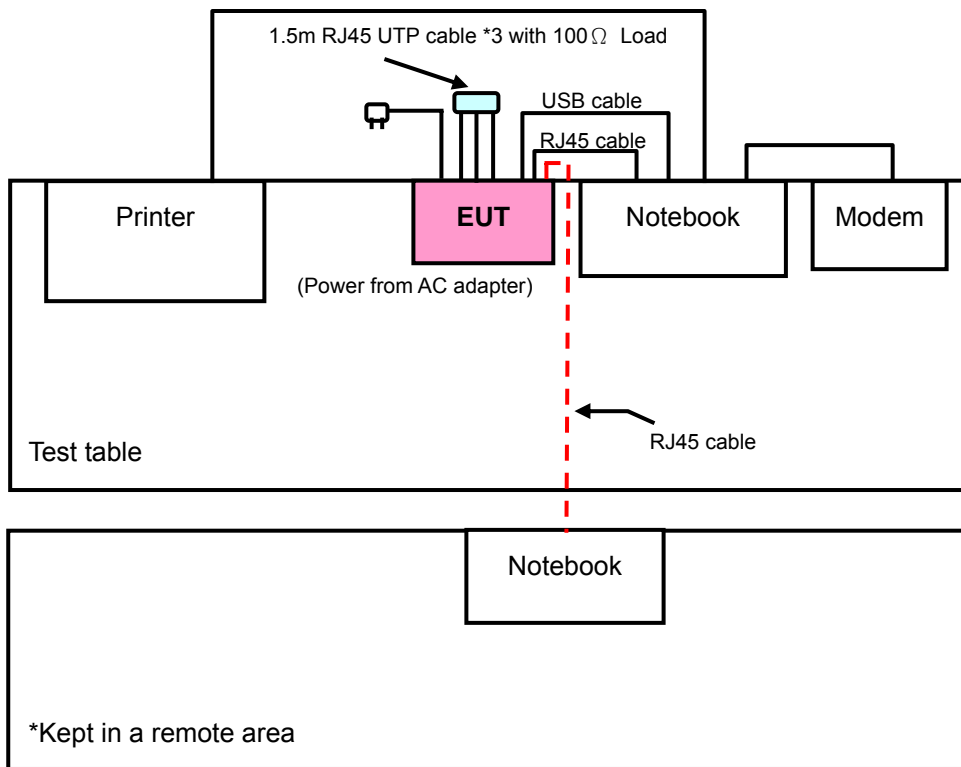 1.5m RJ45 UTP cable *3 with 100Ω Load
USB cable
RJ45 cable
Printer
EUT
Notebook
Modem
(Power from AC adapter)
RJ45 cable
Test table
Notebook
*Kept in a remote area